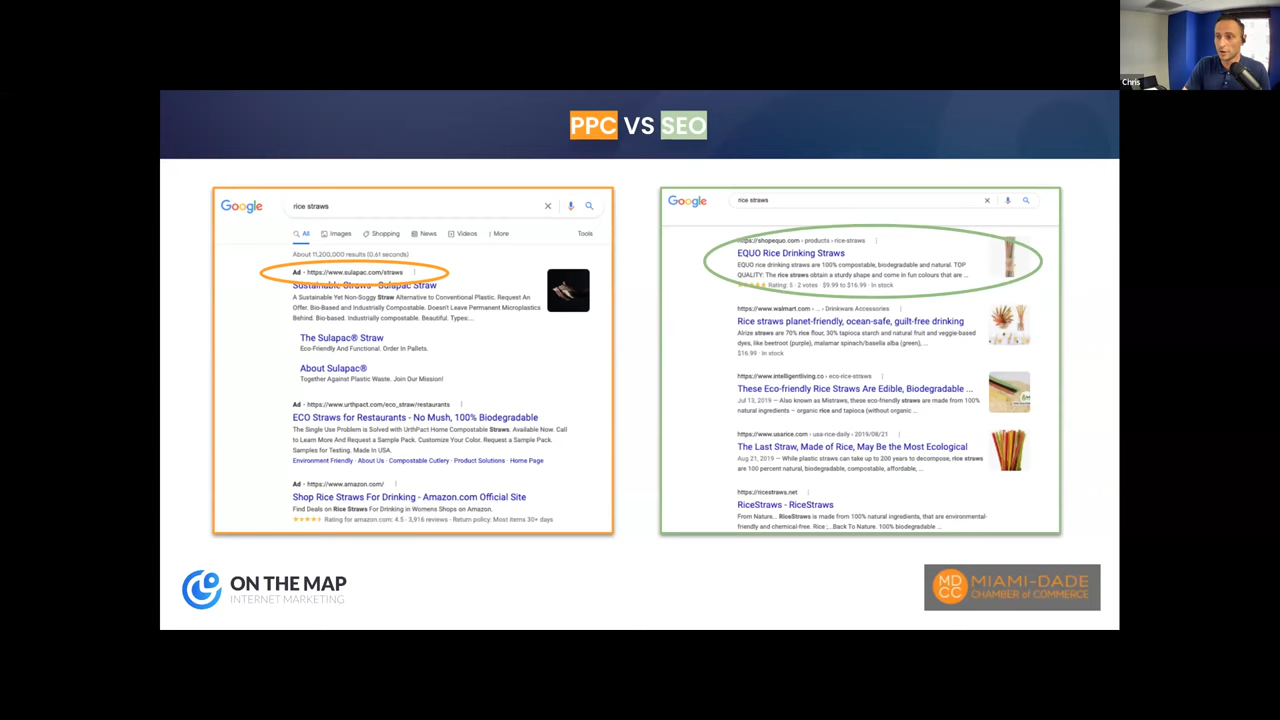 Chris
PPC VS SEO
Google
rice straws
All
Images
Shopping
News
Videos
More
Tools
About 11,200,000 results (0.61 seconds)
Ad · https://www.sulapac.com/straws
Sustainable Straws - Sulapac Straw
A Sustainable Yet Non-Soggy Straw Alternative to Conventional Plastic. Request An
Offer. Bio-Based and Industrially Compostable. Doesn't Leave Permanent Microplastics
Behind. Bio-based. Industrially compostable. Beautiful. Types:...
The Sulapac® Straw
Eco-Friendly And Functional. Order In Pallets.
About Sulapac®
Together Against Plastic Waste. Join Our Mission!
Ad · https://www.urthpact.com/eco_straw/restaurants
ECO Straws for Restaurants - No Mush, 100% Biodegradable
The Single Use Problem is Solved with UrthPact Home Compostable Straws. Available Now. Call
to Learn More And Request a Sample Pack. Customize Your Color. Request a Sample Pack.
Samples for Testing. Made In USA.
Environment Friendly · About Us · Compostable Cutlery · Product Solutions · Home Page
Ad · https://www.amazon.com/
Shop Rice Straws For Drinking - Amazon.com Official Site
Find Deals on Rice Straws For Drinking in Womens Shops on Amazon.
Rating for amazon.com: 4.5 - 3,916 reviews - Return policy: Most items 30+ days
Google
rice straws
https://shopequo.com › products › rice-straws
EQUO Rice Drinking Straws
EQUO rice drinking straws are 100% compostable, biodegradable and natural. TOP
QUALITY: The rice straws obtain a sturdy shape and come in fun colours that are ...
Rating: 5 · 2 votes · $9.99 to $16.99 · In stock
https://www.walmart.com › ... › Drinkware Accessories
Rice straws planet-friendly, ocean-safe, guilt-free drinking
Alrize straws are 70% rice flour, 30% tapioca starch and natural fruit and veggie-based
dyes, like beetroot (purple), malamar spinach/basella alba (green), ...
$16.99 · In stock
https://www.intelligentliving.co › eco-rice-straws
These Eco-friendly Rice Straws Are Edible, Biodegradable ...
Jul 13, 2019 — Also known as Mistraws, these eco-friendly straws are made from 100%
natural ingredients – organic rice and tapioca (without organic ...
https://www.usarice.com › use-rice-daily › 2019/08/21
The Last Straw, Made of Rice, May Be the Most Ecological
Aug 21, 2019 — While plastic straws can take up to 200 years to decompose, rice straws
are 100 percent natural, biodegradable, compostable, affordable, ...
https://ricestraws.net
RiceStraws - RiceStraws
From Nature... RiceStraws is made from 100% natural ingredients, that are environmental-
friendly and chemical-free. Rice ;...Back To Nature. 100% biodegradable ...
ON THE MAP
INTERNET MARKETING
MD
CC
MIAMI-DADE
CHAMBER of COMMERCE